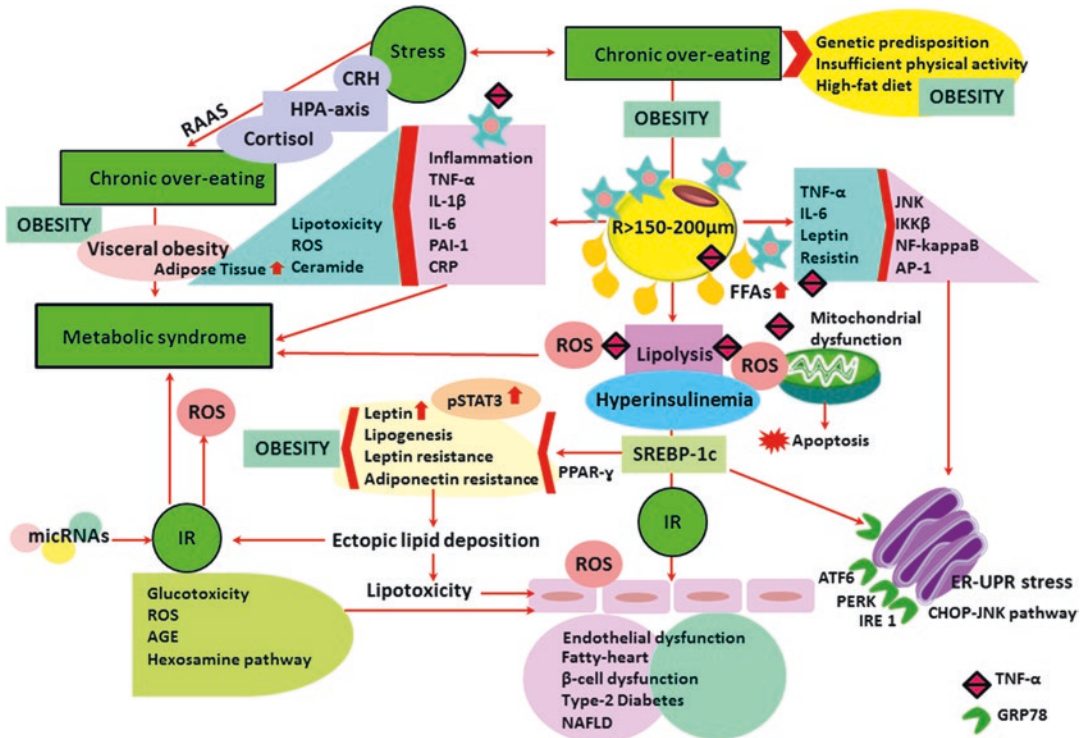 Stress
CRH
HPA-axis
RAAS
Cortisol
Chronic over-eating
Genetic predisposition
Insufficient physical activity
High-fat diet
OBESITY
OBESITY
Chronic over-eating
OBESITY
Visceral obesity
Adipose Tissue
Lipotoxicity
ROS
Ceramide
Inflammation
TNF-α
IL-1β
IL-6
PAI-1
CRP
R>150-200µm
FFAs
TNF-α
IL-6
Leptin
Resistin
JNK
IKKβ
NF-kappaB
AP-1
Metabolic syndrome
ROS
Lipolysis
ROS
Mitochondrial
dysfunction
Hyperinsulinemia
Apoptosis
ROS
OBESITY
pSTAT3
Leptin
Lipogenesis
Leptin resistance
Adiponectin resistance
PPAR-ɣ
SREBP-1c
micRNAs
IR
Ectopic lipid deposition
IR
Lipotoxicity
ROS
Glucotoxicity
ROS
AGE
Hexosamine pathway
Endothelial dysfunction
Fatty-heart
β-cell dysfunction
Type-2 Diabetes
NAFLD
ATF6
PERK
IRE 1
ER-UPR stress
CHOP-JNK pathway
TNF-α
GRP78